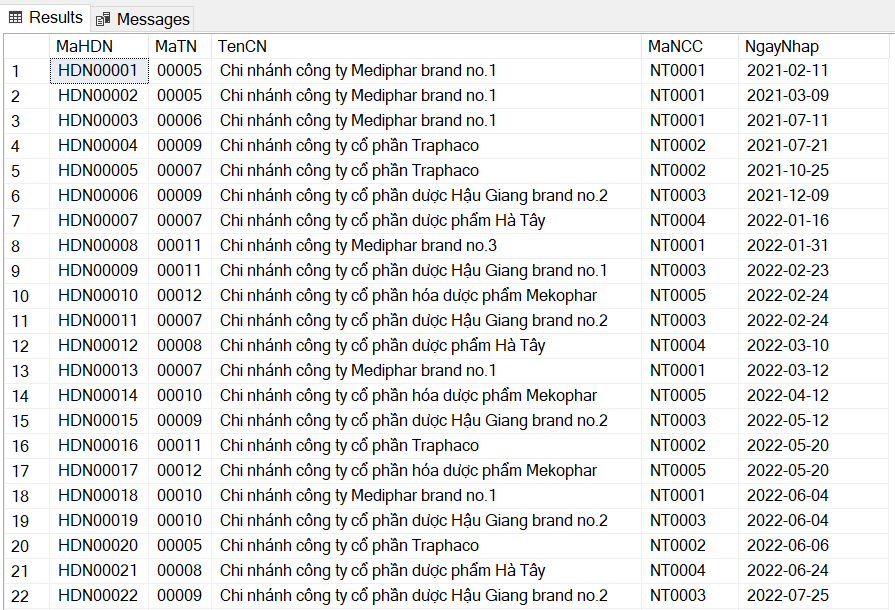 Results Messages
MaHDN MaTN TenCN MaNCC NgayNhap
1 HDN00001 00005 Chi nhánh công ty Mediphar brand no.1 NT0001 2021-02-11
2 HDN00002 00005 Chi nhánh công ty Mediphar brand no.1 NT0001 2021-03-09
3 HDN00003 00006 Chi nhánh công ty Mediphar brand no.1 NT0001 2021-07-11
4 HDN00004 00009 Chi nhánh công ty cổ phần Traphaco NT0002 2021-07-21
5 HDN00005 00007 Chi nhánh công ty cổ phần Traphaco NT0002 2021-10-25
6 HDN00006 00009 Chi nhánh công ty cổ phần dược Hậu Giang brand no.2 NT0003 2021-12-09
7 HDN00007 00007 Chi nhánh công ty cổ phần dược phẩm Hà Tây NT0004 2022-01-16
8 HDN00008 00011 Chi nhánh công ty Mediphar brand no.3 NT0001 2022-01-31
9 HDN00009 00011 Chi nhánh công ty cổ phần dược Hậu Giang brand no.1 NT0003 2022-02-23
10 HDN00010 00012 Chi nhánh công ty cổ phần hóa dược phẩm Mekophar NT0005 2022-02-24
11 HDN00011 00007 Chi nhánh công ty cổ phần dược Hậu Giang brand no.2 NT0003 2022-02-24
12 HDN00012 00008 Chi nhánh công ty cổ phần dược phẩm Hà Tây NT0004 2022-03-10
13 HDN00013 00007 Chi nhánh công ty Mediphar brand no.1 NT0001 2022-03-12
14 HDN00014 00010 Chi nhánh công ty cổ phần hóa dược phẩm Mekophar NT0005 2022-04-12
15 HDN00015 00009 Chi nhánh công ty cổ phần dược Hậu Giang brand no.2 NT0003 2022-05-12
16 HDN00016 00011 Chi nhánh công ty cổ phần Traphaco NT0002 2022-05-20
17 HDN00017 00012 Chi nhánh công ty cổ phần hóa dược phẩm Mekophar NT0005 2022-05-20
18 HDN00018 00010 Chi nhánh công ty Mediphar brand no.1 NT0001 2022-06-04
19 HDN00019 00010 Chi nhánh công ty cổ phần dược Hậu Giang brand no.2 NT0003 2022-06-04
20 HDN00020 00005 Chi nhánh công ty cổ phần Traphaco NT0002 2022-06-06
21 HDN00021 00008 Chi nhánh công ty cổ phần dược phẩm Hà Tây NT0004 2022-06-24
22 HDN00022 00009 Chi nhánh công ty cổ phần dược Hậu Giang brand no.2 NT0003 2022-07-25